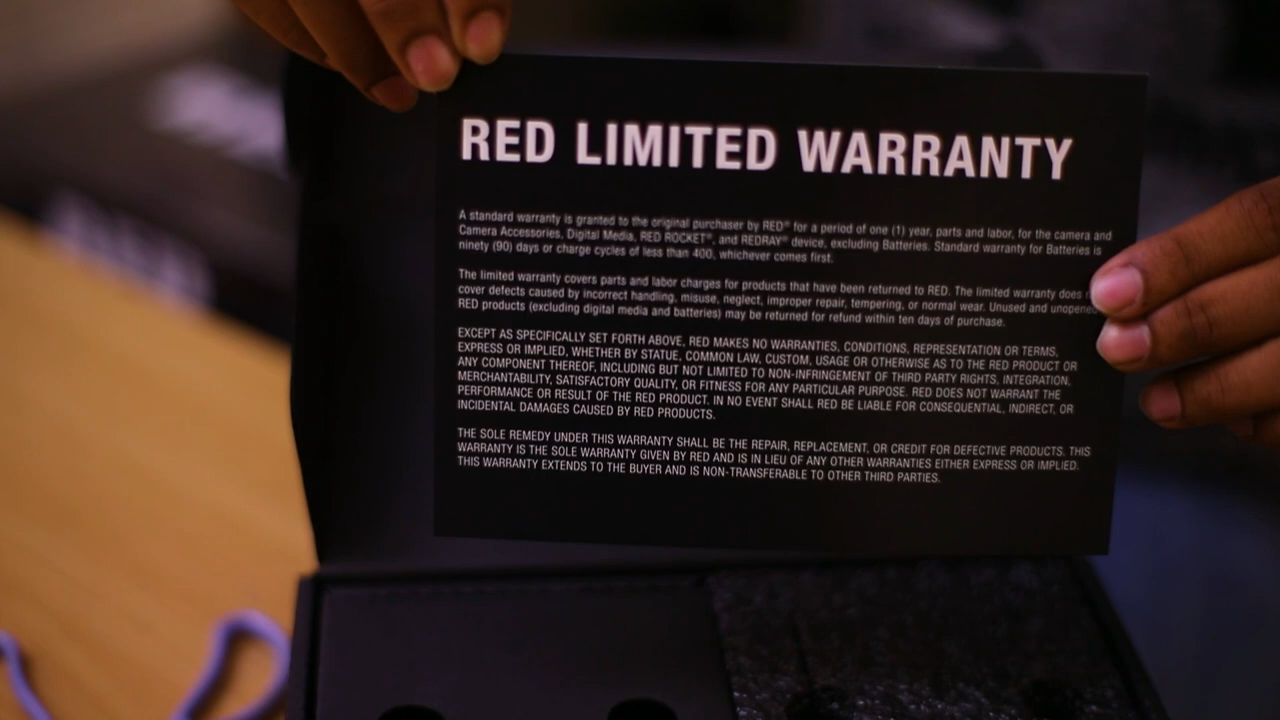 RED LIMITED WARRANTY
A standard warranty is granted to the original purchaser by RED® for a period of one (1) year, parts and labor, for the camera and
Camera Accessories, Digital Media, RED ROCKET®, and REDRAY® device, excluding Batteries. Standard warranty for Batteries is
ninety (90) days or charge cycles of less than 400, whichever comes first.
The limited warranty covers parts and labor charges for products that have been returned to RED. The limited warranty does
cover defects caused by incorrect handling, misuse, neglect, improper repair, tempering, or normal wear. Unused and unopened
RED products (excluding digital media and batteries) may be returned for refund within ten days of purchase.
EXCEPT AS SPECIFICALLY SET FORTH ABOVE, RED MAKES NO WARRANTIES, CONDITIONS, REPRESENTATION OR TERMS,
EXPRESS OR IMPLIED, WHETHER BY STATUE, COMMON LAW, CUSTOM, USAGE OR OTHERWISE AS TO THE RED PRODUCT OR
ANY COMPONENT THEREOF, INCLUDING BUT NOT LIMITED TO NON-INFRINGEMENT OF THIRD PARTY RIGHTS, INTEGRATION,
MERCHANTABILITY, SATISFACTORY QUALITY, OR FITNESS FOR ANY PARTICULAR PURPOSE. RED DOES NOT WARRANT THE
PERFORMANCE OR RESULT OF THE RED PRODUCT. IN NO EVENT SHALL RED BE LIABLE FOR CONSEQUENTIAL, INDIRECT, OR
INCIDENTAL DAMAGES CAUSED BY RED PRODUCTS.
THE SOLE REMEDY UNDER THIS WARRANTY SHALL BE THE REPAIR, REPLACEMENT, OR CREDIT FOR DEFECTIVE PRODUCTS. THIS
WARRANTY IS THE SOLE WARRANTY GIVEN BY RED AND IS IN LIEU OF ANY OTHER WARRANTIES EITHER EXPRESS OR IMPLIED.
THIS WARRANTY EXTENDS TO THE BUYER AND IS NON-TRANSFERABLE TO OTHER THIRD PARTIES.